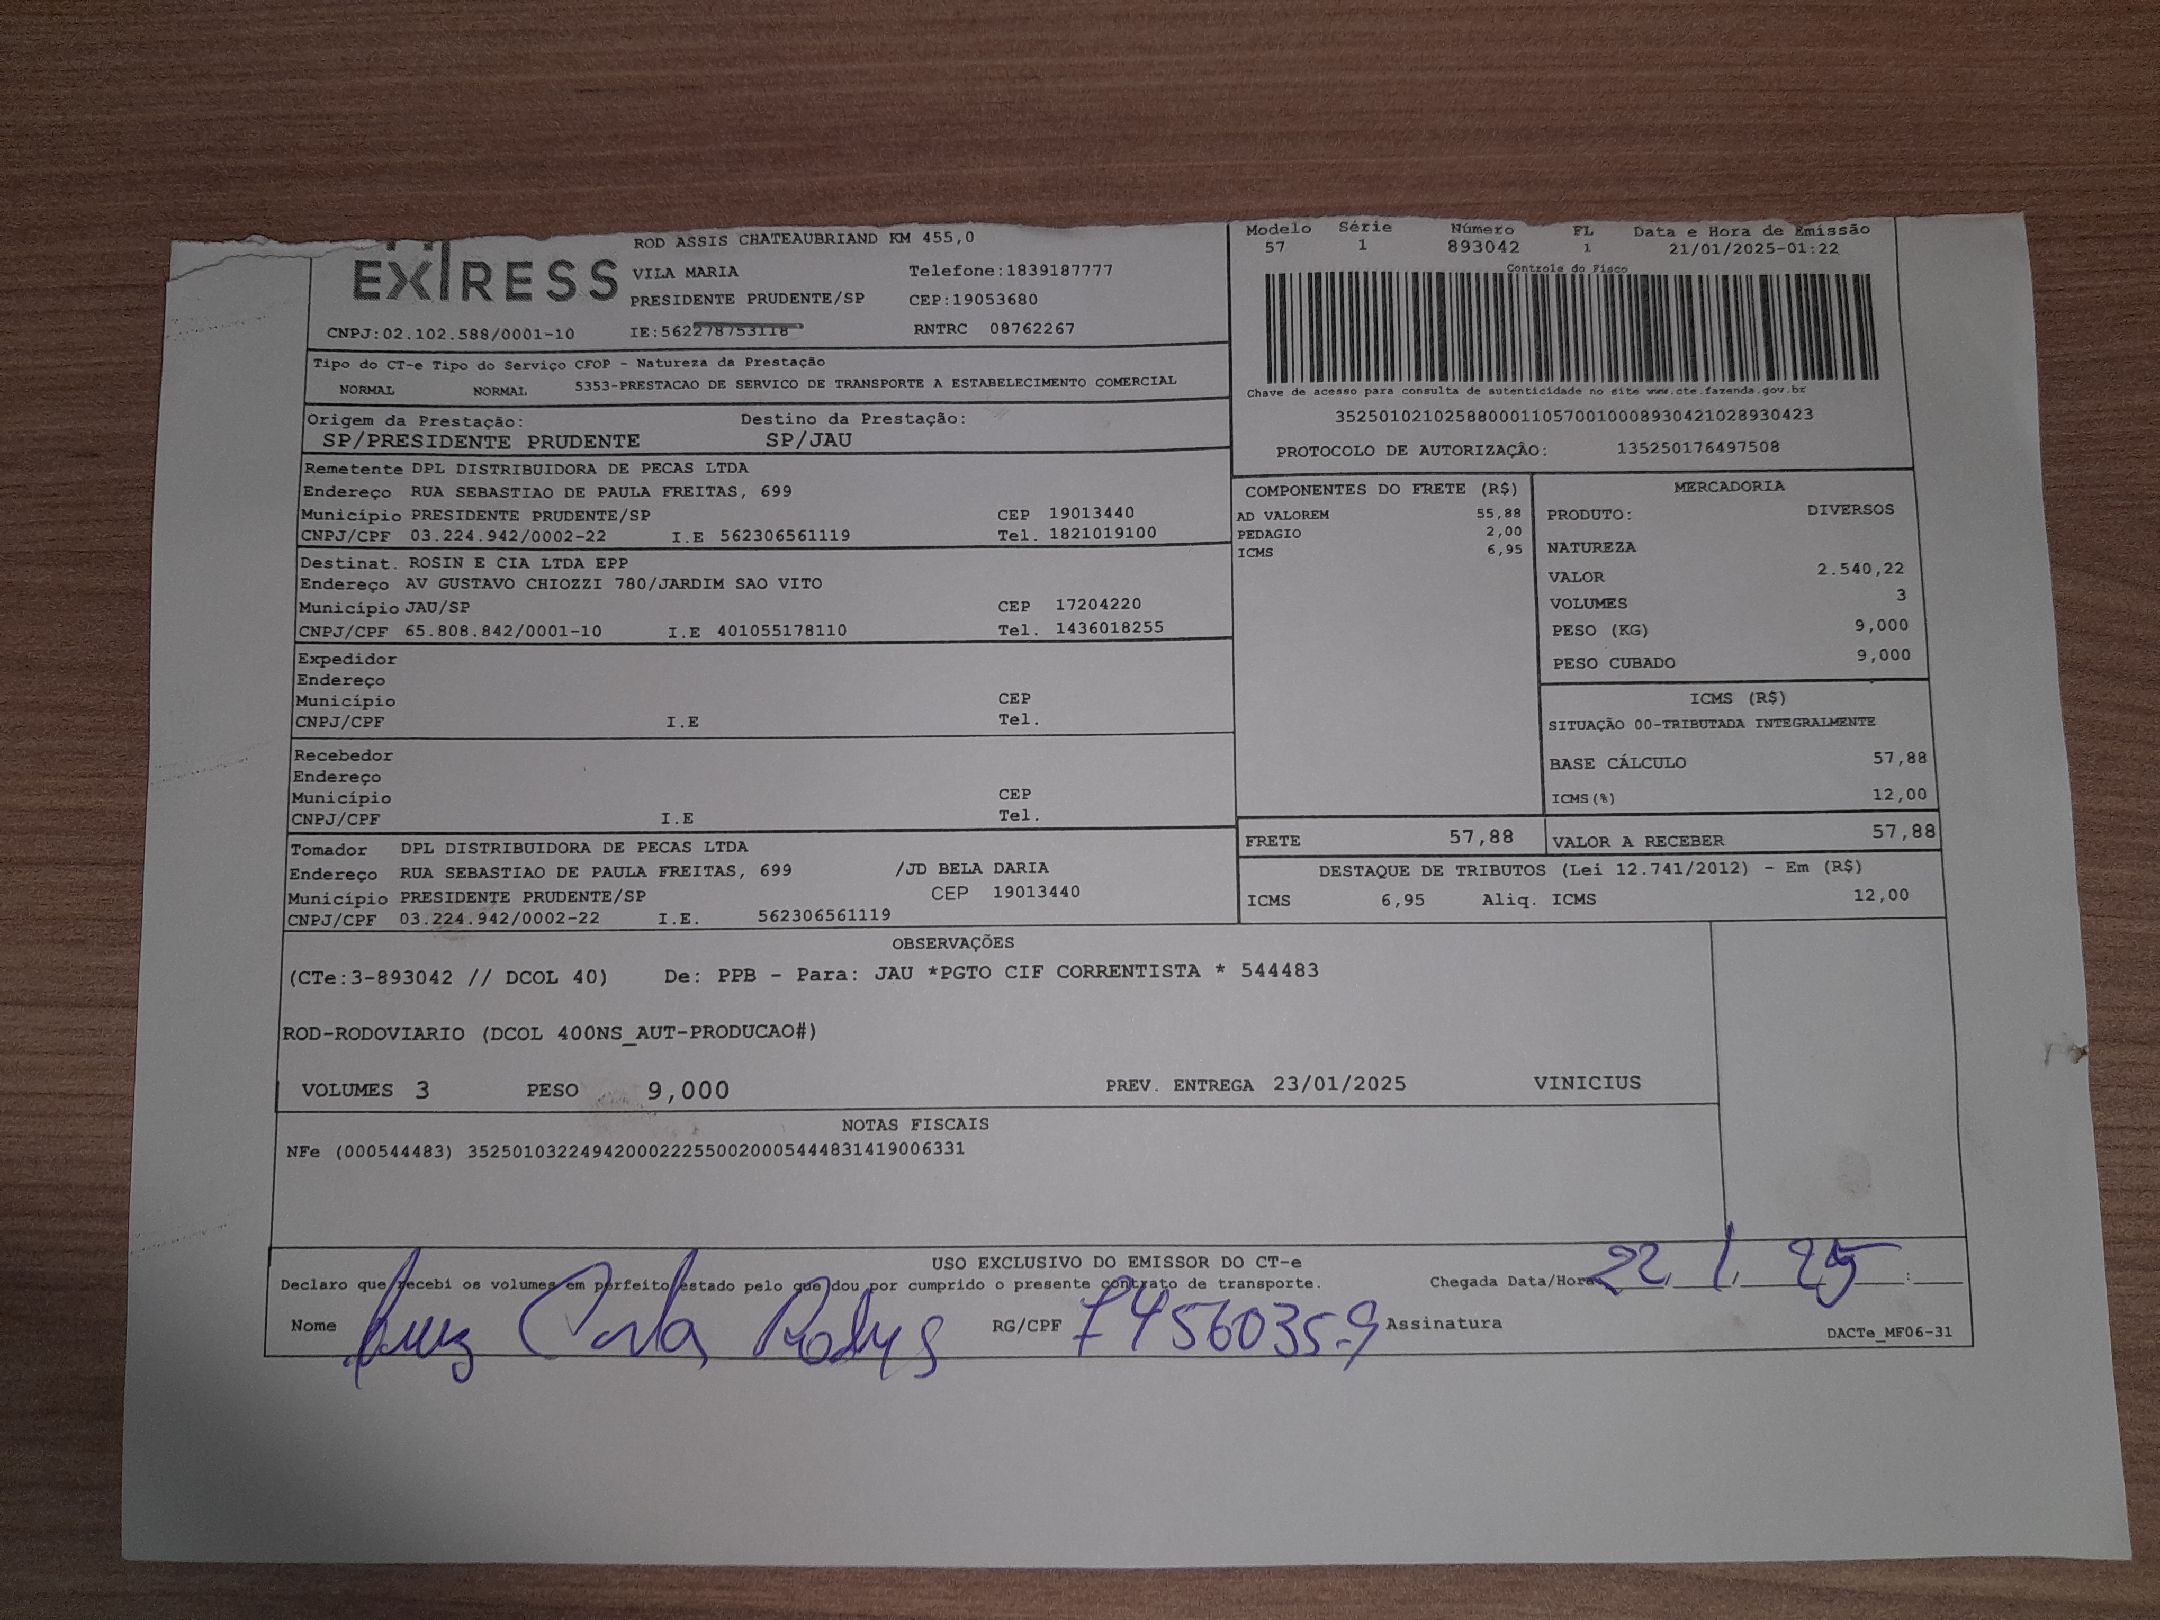 EXPRESS
ROD ASSIS CHATEAUBRIAND KM 455,0
VILA MARIA Telefone:1839187777
PRESIDENTE PRUDENTE/SP CEP:19053680
CNPJ:02.102.588/0001-10 IE:562278753118 RNTRC 08762267
Modelo Série Número FL Data e Hora de Emissão
57 1 893042 1 21/01/2025-01:22
Controle do Fisco
Chave de acesso para consulta de autenticidade no site www.cte.fazenda.gov.br
35250102102588000110570010008930421028930423
PROTOCOLO DE AUTORIZAÇÃO: 135250176497508
Tipo do CT-e Tipo do Serviço CFOP - Natureza da Prestação
NORMAL NORMAL 5353-PRESTACAO DE SERVICO DE TRANSPORTE A ESTABELECIMENTO COMERCIAL
Origem da Prestação: Destino da Prestação:
SP/PRESIDENTE PRUDENTE SP/JAU
Remetente DPL DISTRIBUIDORA DE PECAS LTDA
Endereço RUA SEBASTIAO DE PAULA FREITAS, 699
Município PRESIDENTE PRUDENTE/SP CEP 19013440
CNPJ/CPF 03.224.942/0002-22 I.E 562306561119 Tel. 1821019100
Destinat. ROSIN E CIA LTDA EPP
Endereço AV GUSTAVO CHIOZZI 780/JARDIM SAO VITO
Município JAU/SP CEP 17204220
CNPJ/CPF 65.808.842/0001-10 I.E 401055178110 Tel. 1436018255
Expedidor
Endereço
Município CEP
CNPJ/CPF I.E Tel.
Recebedor
Endereço
Município CEP
CNPJ/CPF I.E Tel.
Tomador DPL DISTRIBUIDORA DE PECAS LTDA
Endereço RUA SEBASTIAO DE PAULA FREITAS, 699 /JD BELA DARIA
Município PRESIDENTE PRUDENTE/SP CEP 19013440
CNPJ/CPF 03.224.942/0002-22 I.E. 562306561119
COMPONENTES DO FRETE (R$)
AD VALOREM 55,88
PEDAGIO 2,00
ICMS 6,95
MERCADORIA
PRODUTO: DIVERSOS
NATUREZA
VALOR 2.540,22
VOLUMES 3
PESO (KG) 9,000
PESO CUBADO 9,000
ICMS (R$)
SITUAÇÃO 00-TRIBUTADA INTEGRALMENTE
BASE CÁLCULO 57,88
ICMS(%) 12,00
FRETE 57,88 VALOR A RECEBER 57,88
DESTAQUE DE TRIBUTOS (Lei 12.741/2012) - Em (R$)
ICMS 6,95 Aliq. ICMS 12,00
OBSERVAÇÕES
(CTe:3-893042 // DCOL 40) De: PPB - Para: JAU *PGTO CIF CORRENTISTA * 544483
ROD-RODOVIARIO (DCOL 400NS_AUT-PRODUCAO#)
VOLUMES 3 PESO 9,000 PREV. ENTREGA 23/01/2025 VINICIUS
NOTAS FISCAIS
NFe (000544483) 35250103224942000222550020005444831419006331
USO EXCLUSIVO DO EMISSOR DO CT-e
Declaro que recebi os volumes em perfeito estado pelo que dou por cumprido o presente contrato de transporte. Chegada Data/Hora 22/1/25 :
Nome RG/CPF 7456035-9 Assinatura
DACTe_MF06-31